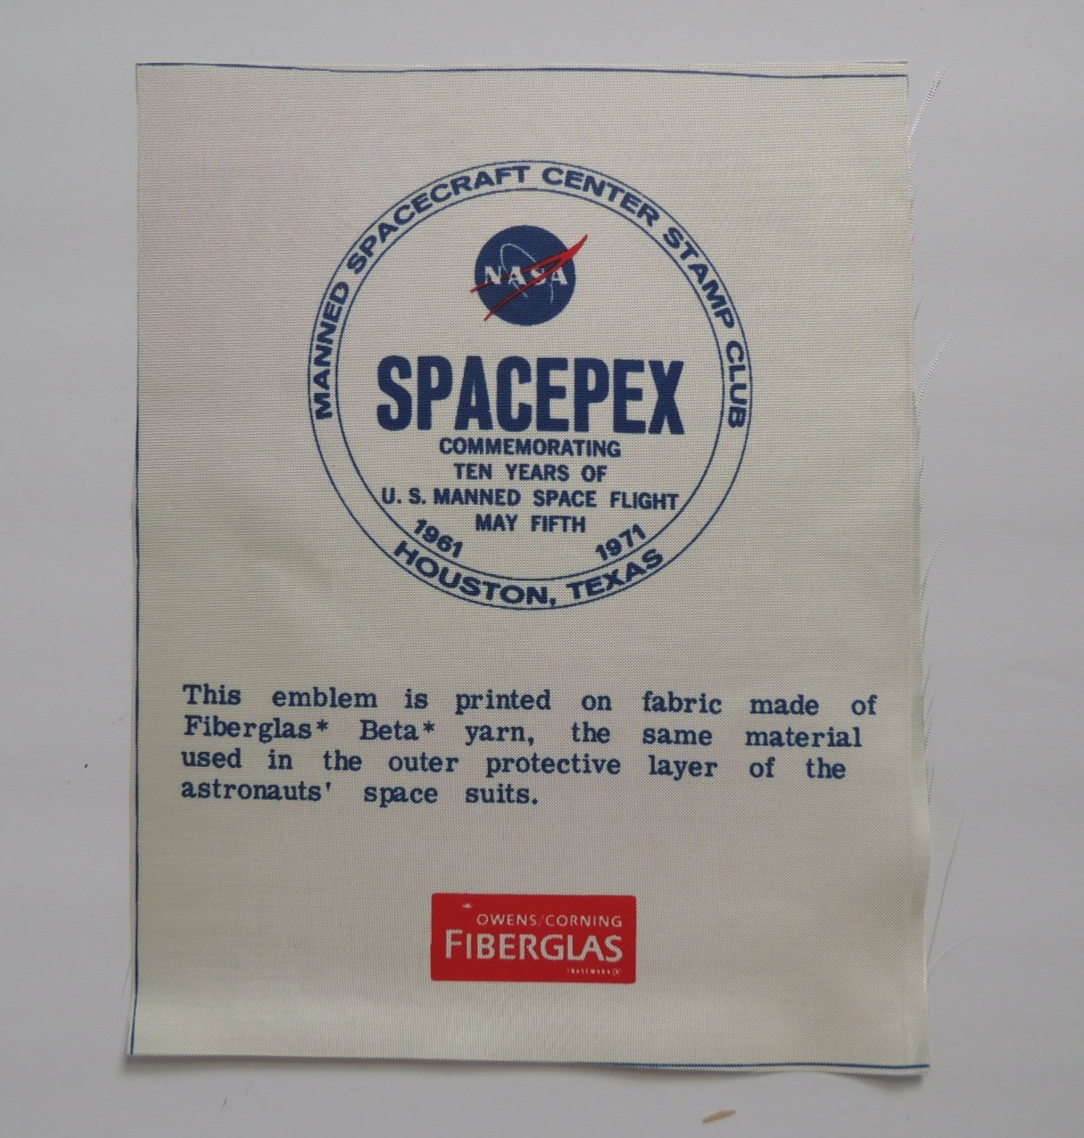 MANNED SPACECRAFT CENTER STAMP CLUB
NASA
SPACEPEX
COMMEMORATING
TEN YEARS OF
U. S. MANNED SPACE FLIGHT
MAY FIFTH
1961 1971
HOUSTON, TEXAS
This emblem is printed on fabric made of
Fiberglas* Beta* yarn, the same material
used in the outer protective layer of the
astronauts' space suits.
OWENS/CORNING
FIBERGLAS
TRADEMARK ®